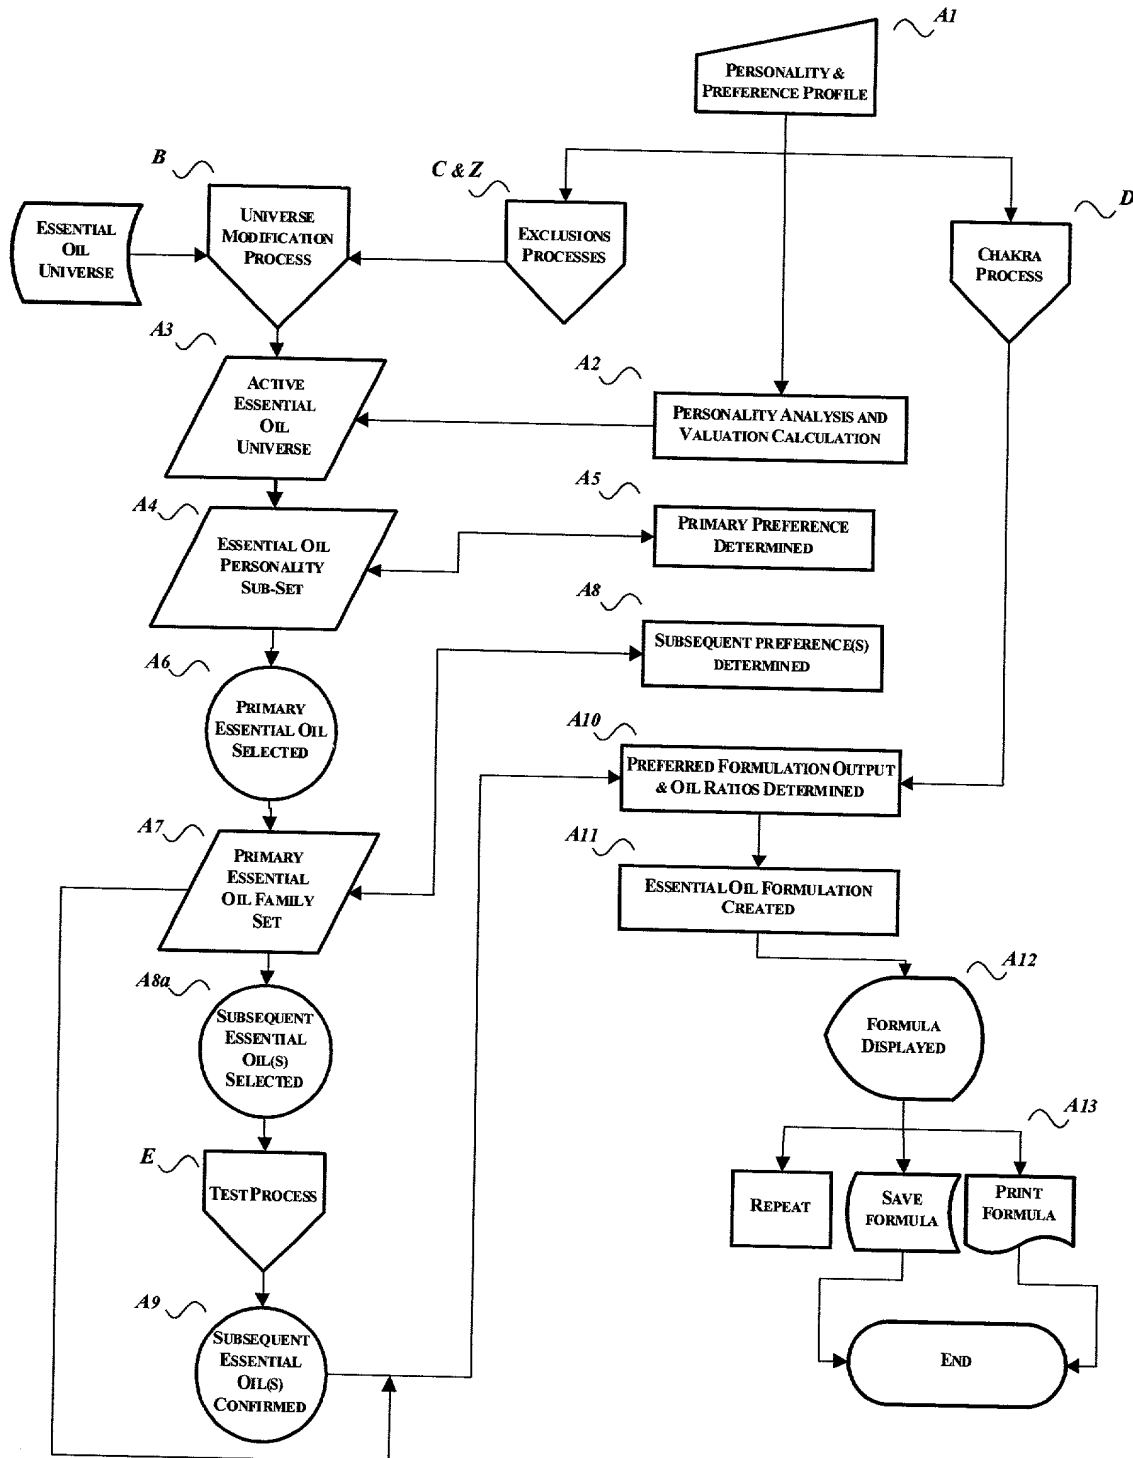 A1
PERSONALITY &
PREFERENCE PROFILE
B
C & Z
D
ESSENTIAL
OIL
UNIVERSE
UNIVERSE
MODIFICATION
PROCESS
EXCLUSIONS
PROCESSES
CHAKRA
PROCESS
A3
ACTIVE
ESSENTIAL
OIL
UNIVERSE
A2
PERSONALITY ANALYSIS AND
VALUATION CALCULATION
A4
ESSENTIAL OIL
PERSONALITY
SUB-SET
A5
PRIMARY PREFERENCE
DETERMINED
A8
SUBSEQUENT PREFERENCE(S)
DETERMINED
A6
PRIMARY
ESSENTIAL OIL
SELECTED
A10
PREFERRED FORMULATION OUTPUT
& OIL RATIOS DETERMINED
A7
PRIMARY
ESSENTIAL
OIL FAMILY
SET
A11
ESSENTIAL OIL FORMULATION
CREATED
A8a
SUBSEQUENT
ESSENTIAL
OIL(S)
SELECTED
A12
FORMULA
DISPLAYED
A13
E
TEST PROCESS
REPEAT
SAVE
FORMULA
PRINT
FORMULA
A9
SUBSEQUENT
ESSENTIAL
OIL(S)
CONFIRMED
END